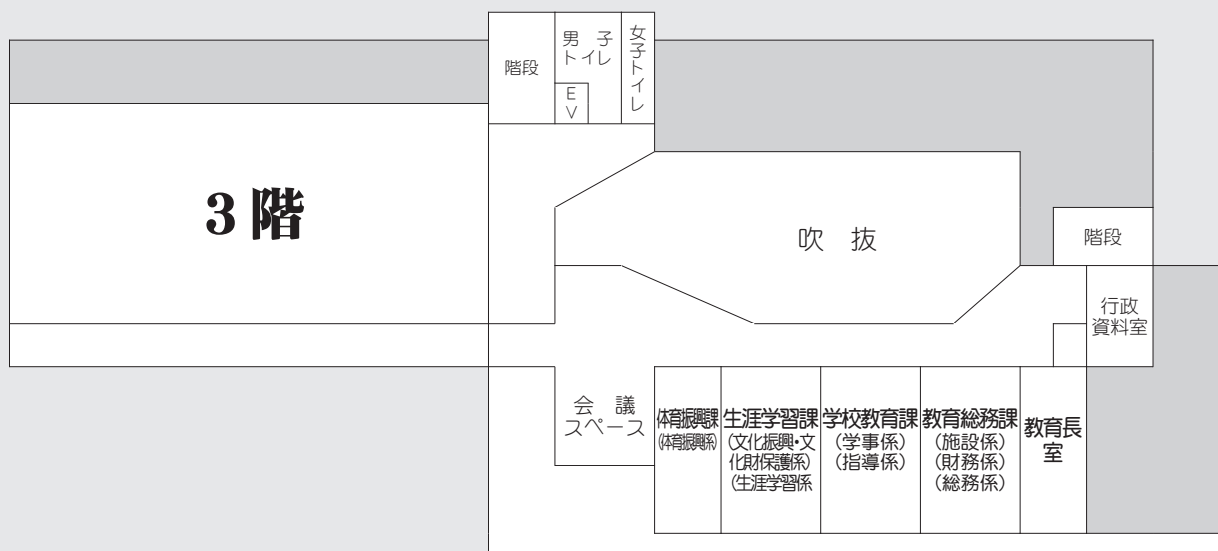 階段
男子
トイレ
EV
女子トイレ
3階
吹抜
階段
行政
資料室
会議
スペース
体育振興課
(体育振興係)
生涯学習課
(文化振興・文
化財保護係)
(生涯学習係
学校教育課
(学事係)
(指導係)
教育総務課
(施設係)
(財務係)
(総務係)
教育長
室